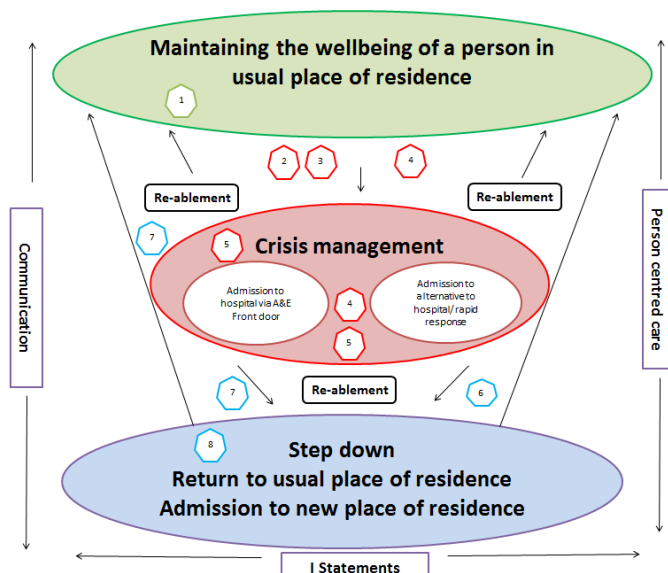 Maintaining the wellbeing of a person in
usual place of residence
1
2
3
4
Re-ablement
Re-ablement
7
5
Crisis management
Admission to
hospital via A&E
Front door
4
Admission to
alternative to
hospital/rapid
response
5
Communication
Person centred care
7
Re-ablement
6
8
Step down
Return to usual place of residence
Admission to new place of residence
I Statements